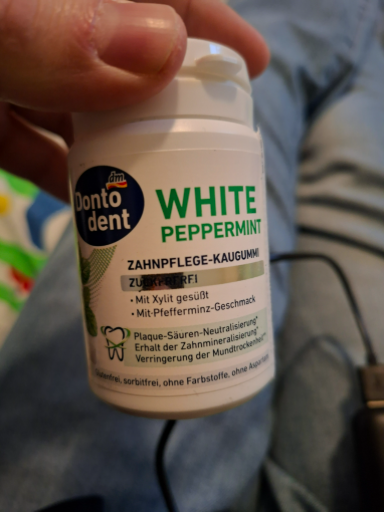 dm
Donto
dent
WHITE
PEPPERMINT
ZAHNPFLEGE-KAUGUMMI
• Mit Xylit gesüßt
• Mit Pfefferminz-Geschmack
Plaque-Säuren-Neutralisierung*
Erhalt der Zahnmineralisierung*
Verringerung der Mundtrockenheit*
sorbitfrei, ohne Farbstoffe, ohne